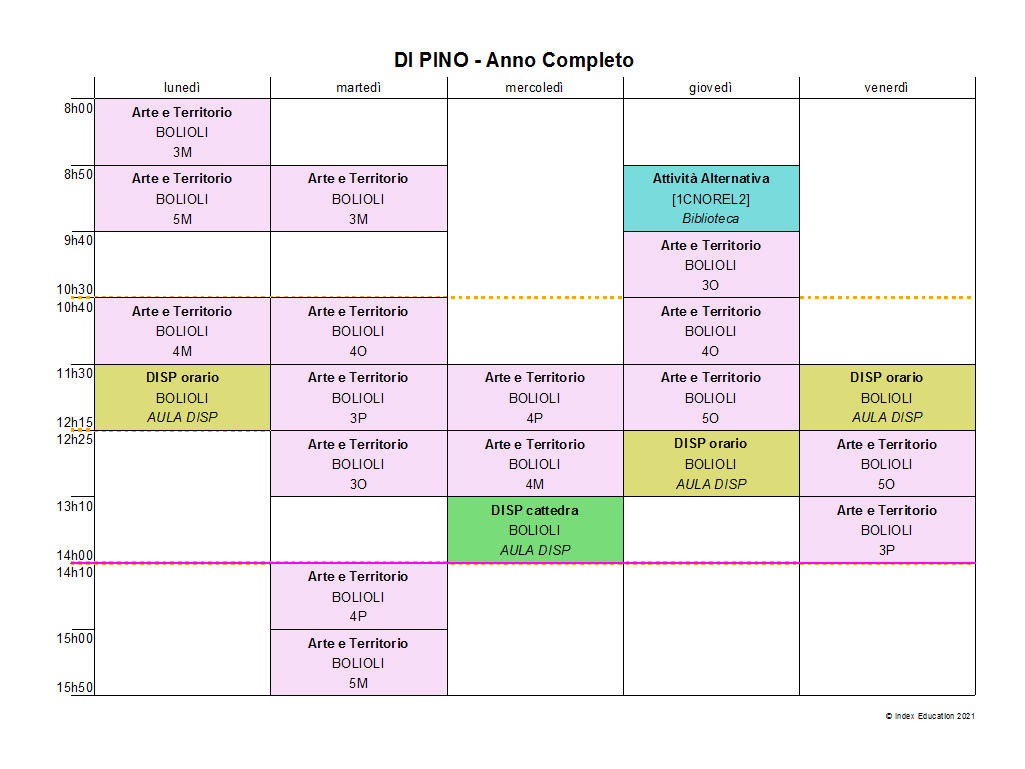 DI PINO - Anno Completo
lunedì martedì mercoledì giovedì venerdì
8h00
Arte e Territorio
BOLIOLI
3M
8h50
Arte e Territorio Arte e Territorio Attività Alternativa
BOLIOLI BOLIOLI [1CNOREL2]
5M 3M Biblioteca
9h40
Arte e Territorio
BOLIOLI
3O
10h30
10h40
Arte e Territorio Arte e Territorio Arte e Territorio
BOLIOLI BOLIOLI BOLIOLI
4M 4O 4O
11h30
DISP orario Arte e Territorio Arte e Territorio Arte e Territorio DISP orario
BOLIOLI BOLIOLI BOLIOLI BOLIOLI BOLIOLI
AULA DISP 3P 4P 5O AULA DISP
12h15
12h25
Arte e Territorio Arte e Territorio DISP orario Arte e Territorio
BOLIOLI BOLIOLI BOLIOLI BOLIOLI
3O 4M AULA DISP 5O
13h10
DISP cattedra Arte e Territorio
BOLIOLI BOLIOLI
AULA DISP 3P
14h00
14h10
Arte e Territorio
BOLIOLI
4P
15h00
Arte e Territorio
BOLIOLI
5M
15h50
© Index Education 2021